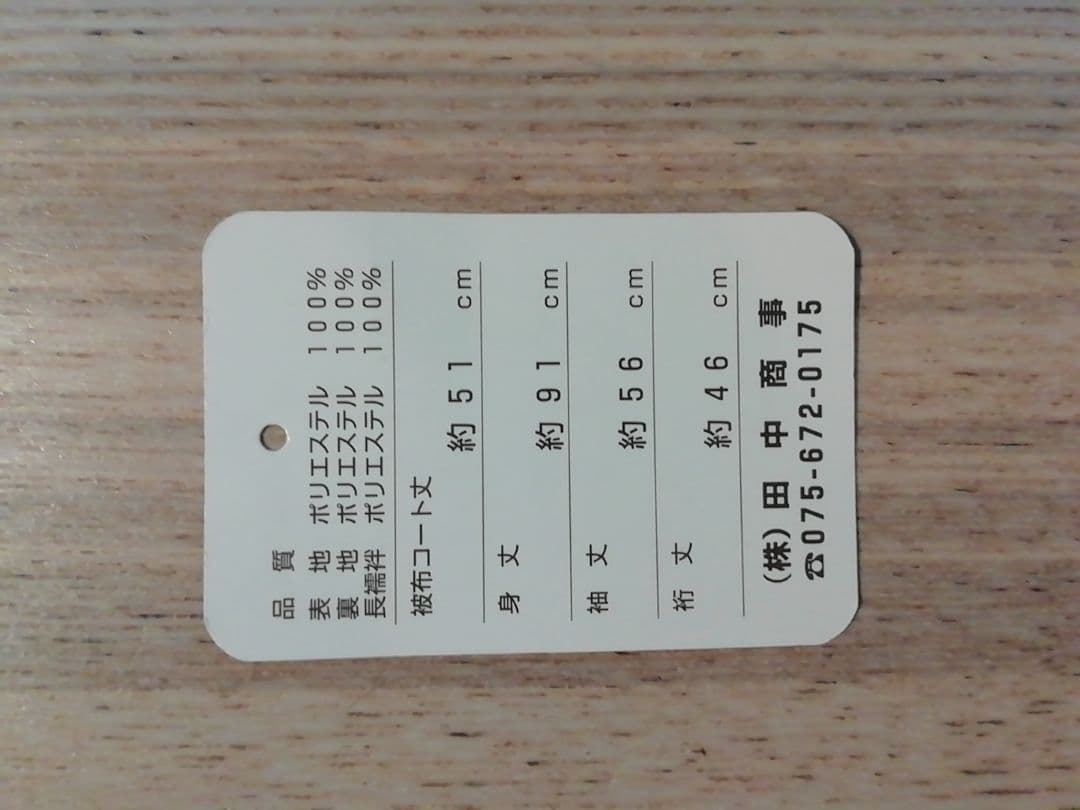 品 質
表 地 ポリエステル 100%
裏 地 ポリエステル 100%
長襦袢 ポリエステル 100%
被布コート丈
約51 cm
身 丈
約91 cm
袖 丈
約56 cm
裄 丈
約46 cm
(株)田中商事
☎075-672-0175